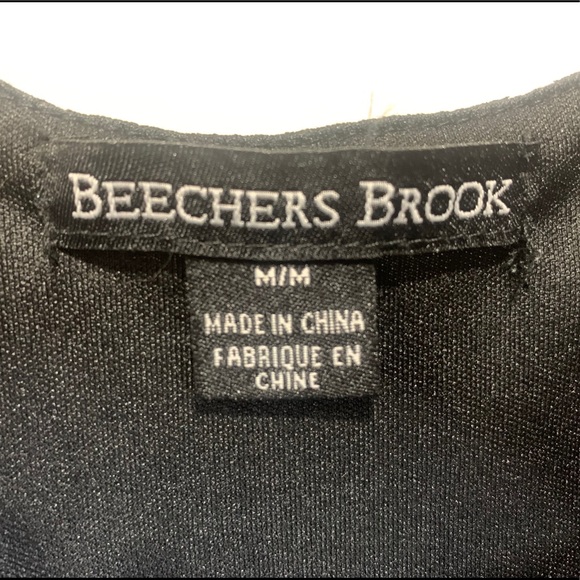 BEECHERS BROOK
M/M
MADE IN CHINA
FABRIQUE EN
CHINE